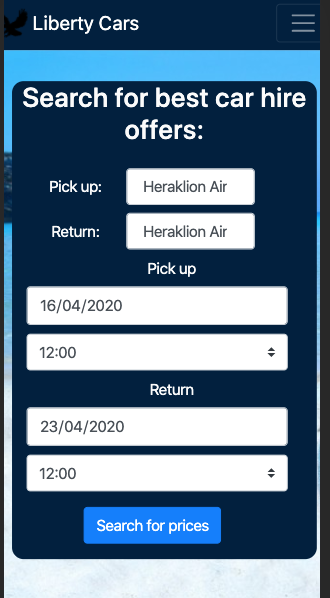 Liberty Cars
Search for best car hire
offers:
Pick up:
Heraklion Air
Return:
Heraklion Air
Pick up
16/04/2020
12:00
Return
23/04/2020
12:00
Search for prices